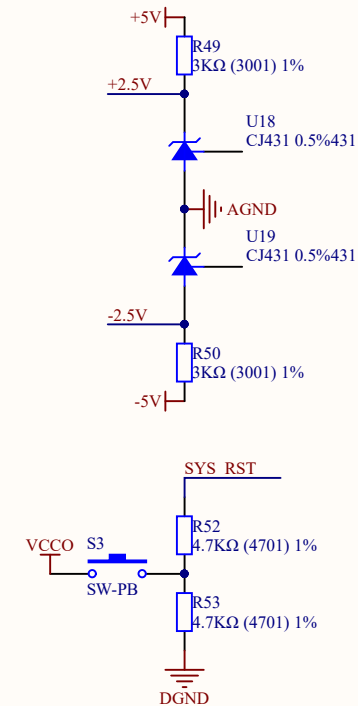 +5V
R49
3KΩ (3001) 1%
+2.5V
U18
CJ431 0.5%431
AGND
U19
CJ431 0.5%431
-2.5V
R50
3KΩ (3001) 1%
-5V
SYS_RST
R52
4.7KΩ (4701) 1%
VCCO
S3
SW-PB
R53
4.7KΩ (4701) 1%
DGND